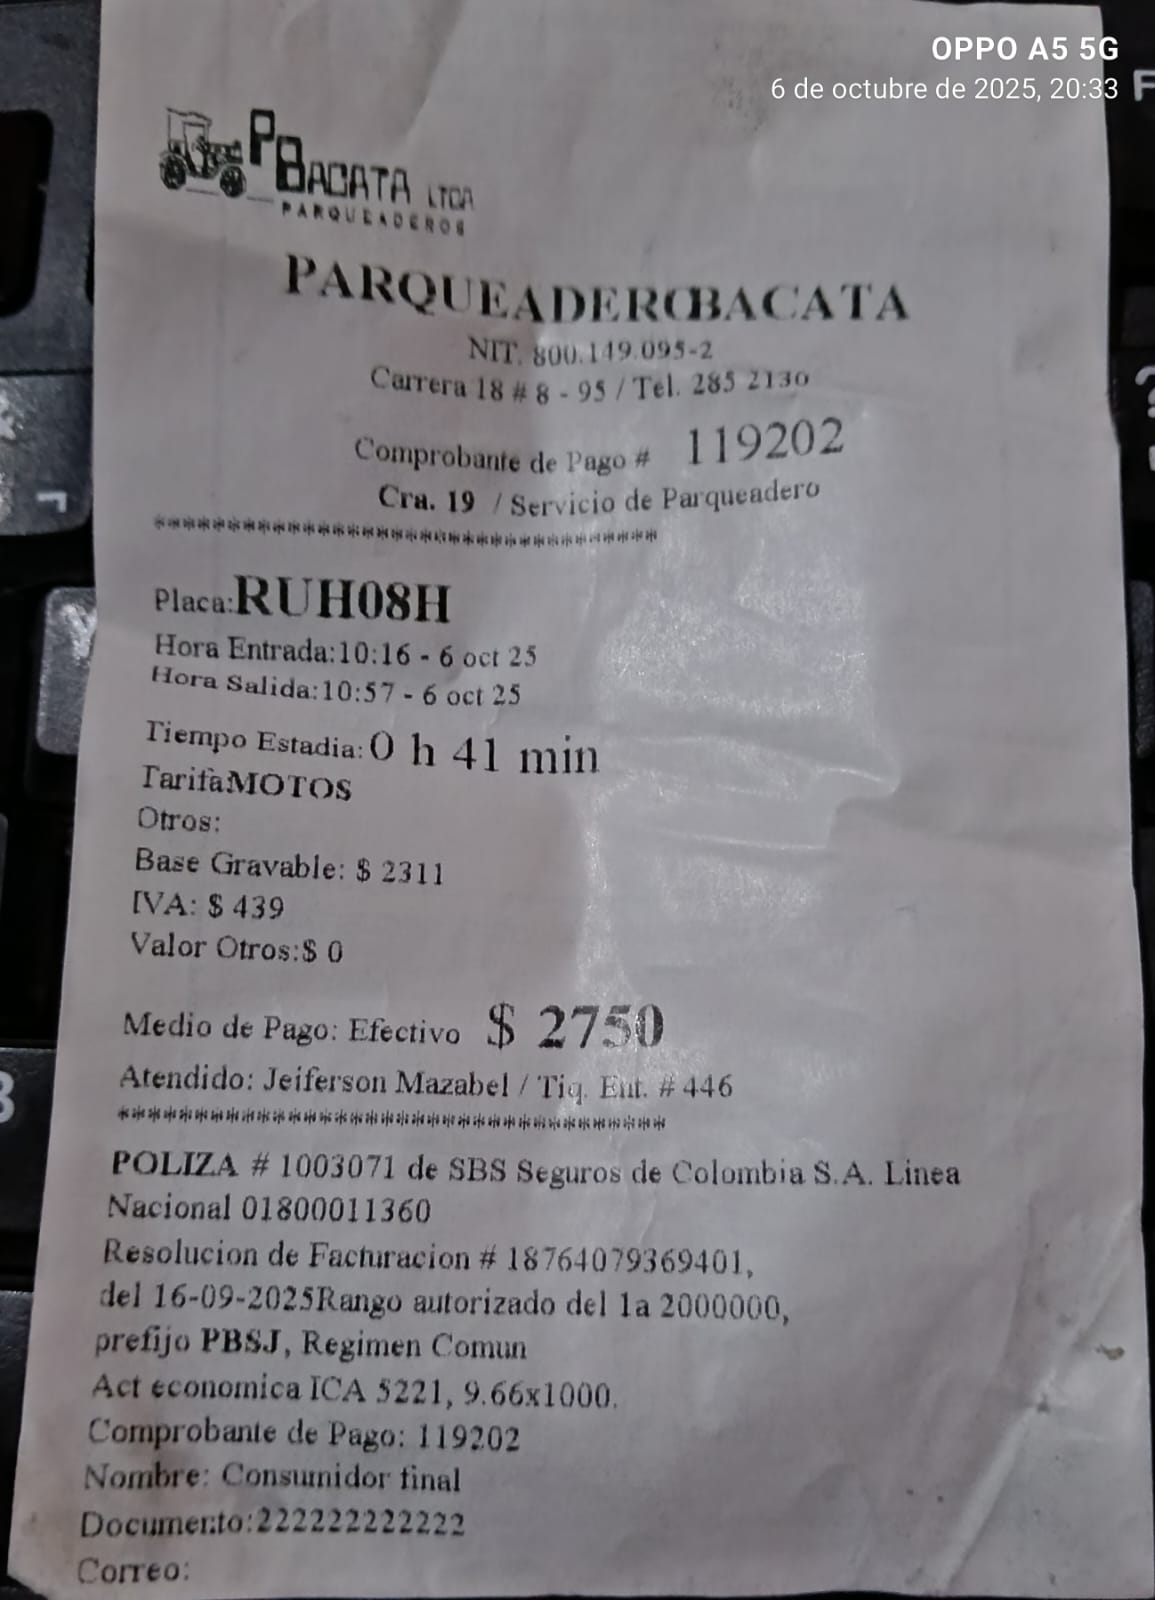 OPPO A5 5G
6 de octubre de 2025, 20:33
PBACATA LTDA
PARQUEADEROS
PARQUEADEROBACATA
NIT. 800.149.095-2
Carrera 18 # 8 - 95 / Tel. 285 2130
Comprobante de Pago # 119202
Cra. 19 / Servicio de Parqueadero
Placa:RUH08H
Hora Entrada:10:16 - 6 oct 25
Hora Salida:10:57 - 6 oct 25
Tiempo Estadia:0 h 41 min
TarifaMOTOS
Otros:
Base Gravable: $ 2311
IVA: $ 439
Valor Otros:$ 0
Medio de Pago: Efectivo $ 2750
Atendido: Jeiferson Mazabel / Tiq. Ent. # 446
POLIZA # 1003071 de SBS Seguros de Colombia S.A. Linea
Nacional 01800011360
Resolucion de Facturacion # 18764079369401,
del 16-09-2025Rango autorizado del 1a 2000000,
prefijo PBSJ, Regimen Comun
Act economica ICA 5221, 9.66x1000.
Comprobante de Pago: 119202
Nombre: Consumidor final
Documento:222222222222
Correo: